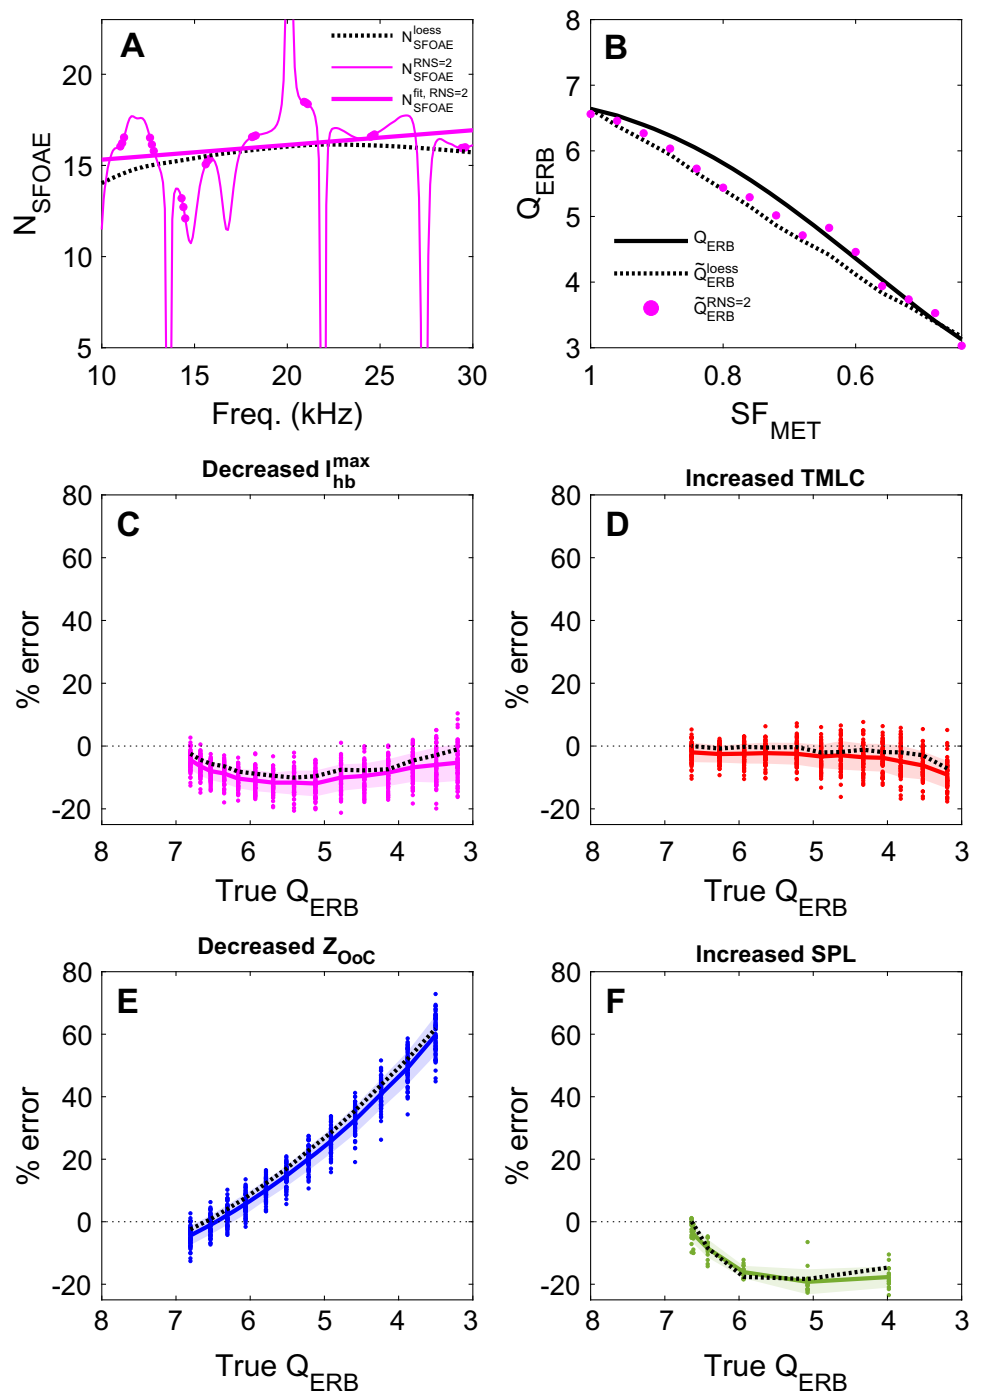 A
N_SFOAE^loess
N_SFOAE^RNS=2
N_SFOAE^fit, RNS=2
20
15
10
5
N_SFOAE
10 15 20 25 30
Freq. (kHz)
B
8
7
6
5
4
3
Q_ERB
Q_ERB
Q̃_ERB^loess
Q̃_ERB^RNS=2
1 0.8 0.6
SF_MET
Decreased I_hb^max
C
80
60
40
20
0
-20
% error
8 7 6 5 4 3
True Q_ERB
Increased TMLC
D
80
60
40
20
0
-20
% error
8 7 6 5 4 3
True Q_ERB
Decreased Z_OoC
E
80
60
40
20
0
-20
% error
8 7 6 5 4 3
True Q_ERB
Increased SPL
F
80
60
40
20
0
-20
% error
8 7 6 5 4 3
True Q_ERB